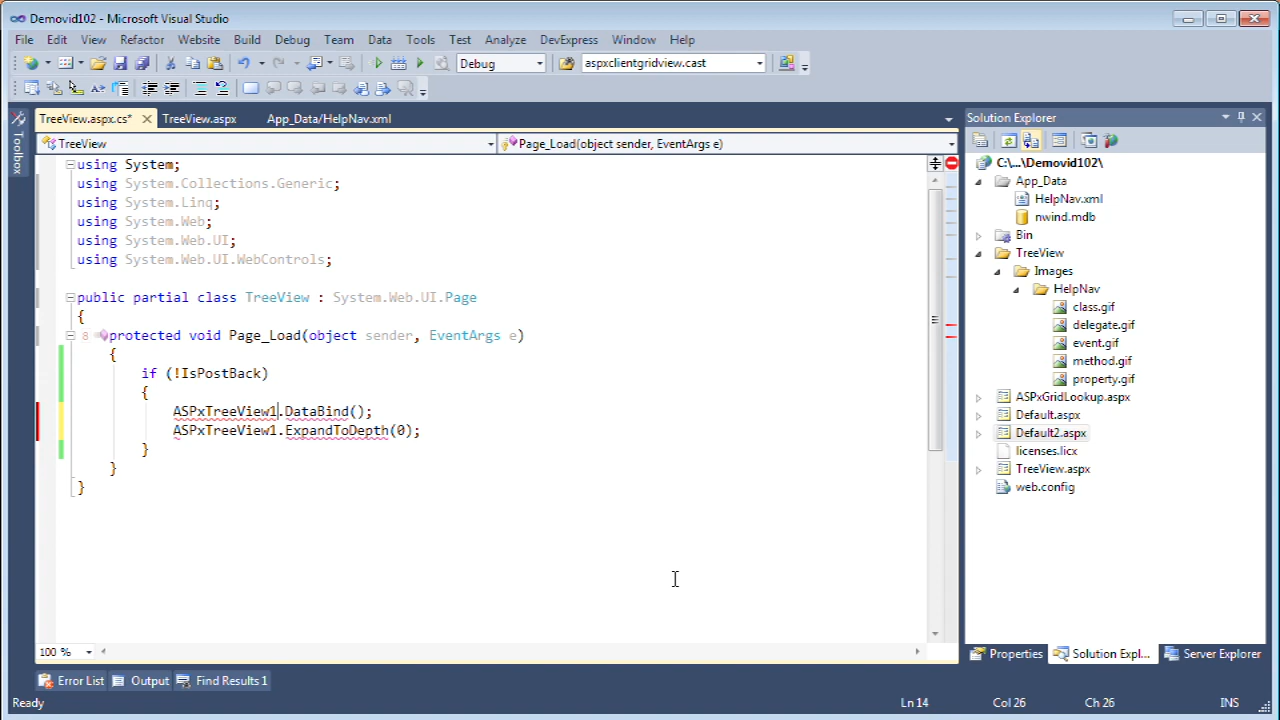 Demovid102 - Microsoft Visual Studio
File Edit View Refactor Website Build Debug Team Data Tools Test Analyze DevExpress Window Help
Debug aspxclientgridview.cast
Toolbox
TreeView.aspx.cs* TreeView.aspx App_Data/HelpNav.xml
TreeView Page_Load(object sender, EventArgs e)
using System;
using System.Collections.Generic;
using System.Linq;
using System.Web;
using System.Web.UI;
using System.Web.UI.WebControls;
public partial class TreeView : System.Web.UI.Page
{
8 protected void Page_Load(object sender, EventArgs e)
{
if (!IsPostBack)
{
ASPxTreeView1.DataBind();
ASPxTreeView1.ExpandToDepth(0);
}
}
}
100 %
Solution Explorer
C:\...\Demovid102\
App_Data
HelpNav.xml
nwind.mdb
Bin
TreeView
Images
HelpNav
class.gif
delegate.gif
event.gif
method.gif
property.gif
ASPxGridLookup.aspx
Default.aspx
Default2.aspx
licenses.licx
TreeView.aspx
web.config
Properties Solution Expl... Server Explorer
Error List Output Find Results 1
Ready Ln 14 Col 26 Ch 26 INS